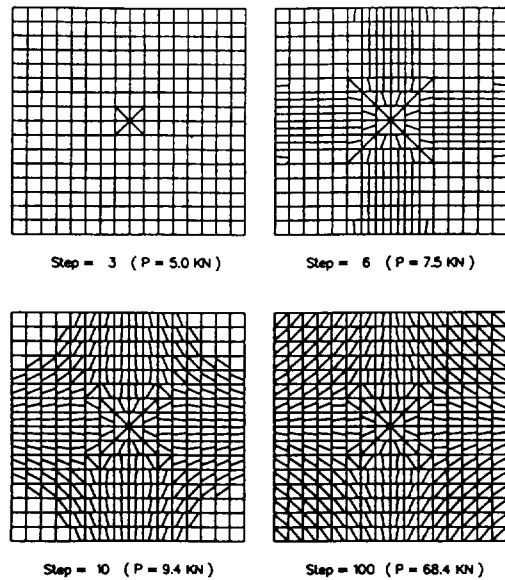 Step = 3 ( P = 5.0 KN )
Step = 6 ( P = 7.5 KN )
Step = 10 ( P = 9.4 KN )
Step = 100 ( P = 68.4 KN )